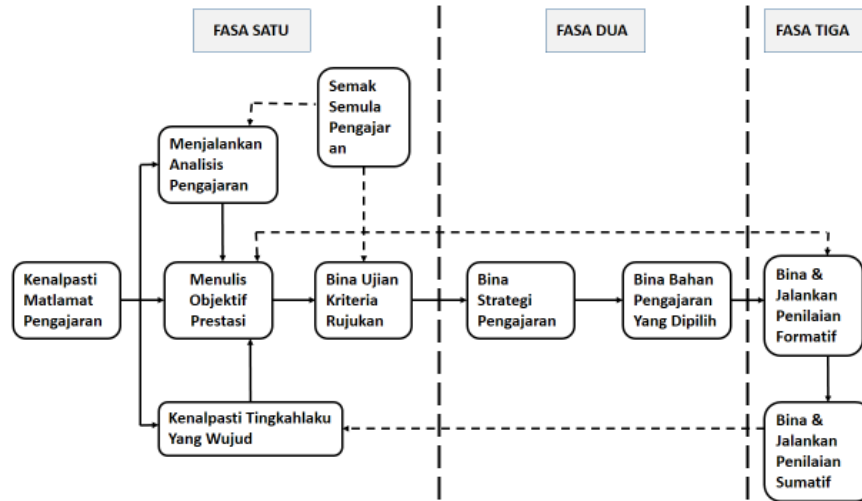 FASA SATU
FASA DUA
FASA TIGA
Semak
Semula
Pengajar
an
Menjalankan
Analisis
Pengajaran
Kenalpasti
Matlamat
Pengajaran
Menulis
Objektif
Prestasi
Bina Ujian
Kriteria
Rujukan
Bina
Strategi
Pengajaran
Bina Bahan
Pengajaran
Yang Dipilih
Bina &
Jalankan
Penilaian
Formatif
Kenalpasti Tingkahlaku
Yang Wujud
Bina &
Jalankan
Penilaian
Sumatif